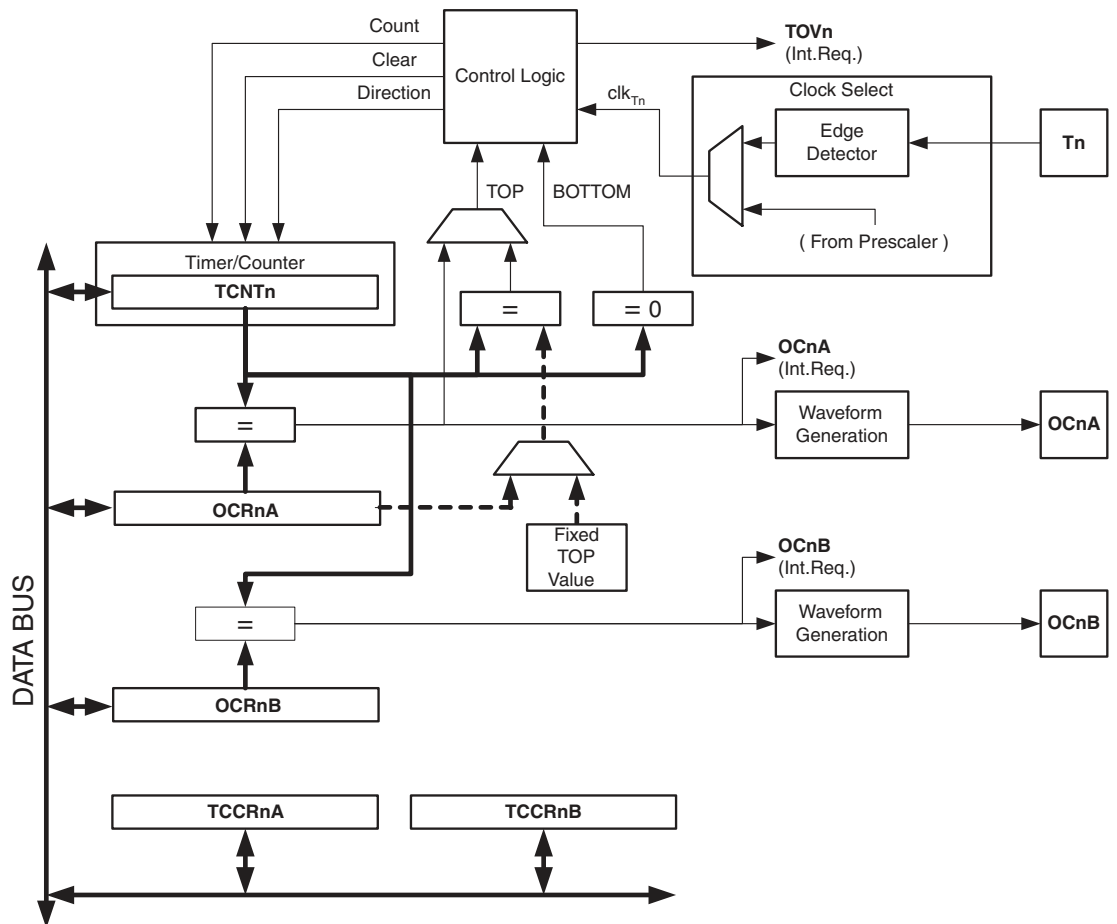 Count
Clear
Direction
Control Logic
TOVn
(Int.Req.)
clkTn
Clock Select
Edge
Detector
Tn
( From Prescaler )
TOP
BOTTOM
Timer/Counter
TCNTn
=
= 0
OCnA
(Int.Req.)
=
Waveform
Generation
OCnA
OCRnA
Fixed
TOP
Value
OCnB
(Int.Req.)
=
Waveform
Generation
OCnB
OCRnB
DATA BUS
TCCRnA
TCCRnB